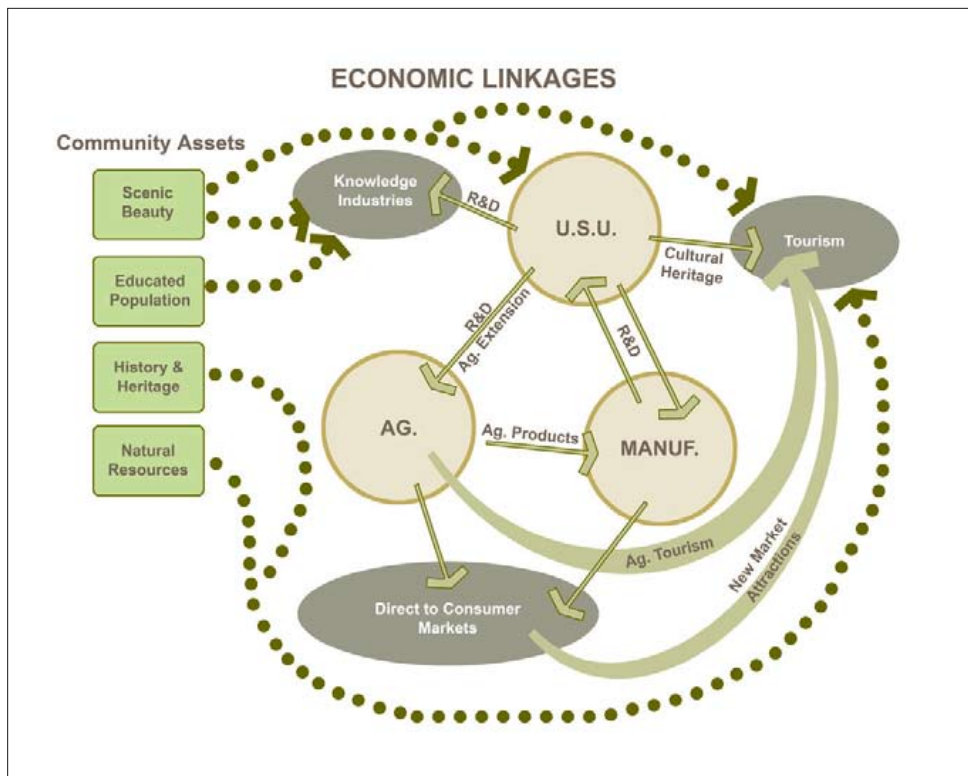 ECONOMIC LINKAGES
Community Assets
Scenic
Beauty
Educated
Population
History &
Heritage
Natural
Resources
Knowledge
Industries
R&D
U.S.U.
Cultural
Heritage
Tourism
R&D
Ag. Extension
R&D
AG.
Ag. Products
MANUF.
Ag. Tourism
New Market
Attractions
Direct to Consumer
Markets